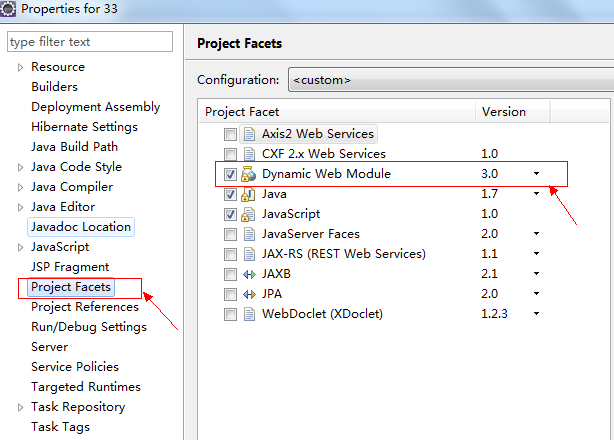 Properties for 33
type filter text
Resource
Builders
Deployment Assembly
Hibernate Settings
Java Build Path
Java Code Style
Java Compiler
Java Editor
Javadoc Location
JavaScript
JSP Fragment
Project Facets
Project References
Run/Debug Settings
Server
Service Policies
Targeted Runtimes
Task Repository
Task Tags
Project Facets
Configuration: <custom>
Project Facet Version
Axis2 Web Services
CXF 2.x Web Services 1.0
Dynamic Web Module 3.0
Java 1.7
JavaScript 1.0
JavaServer Faces 2.0
JAX-RS (REST Web Services) 1.1
JAXB 2.1
JPA 2.0
WebDoclet (XDoclet) 1.2.3